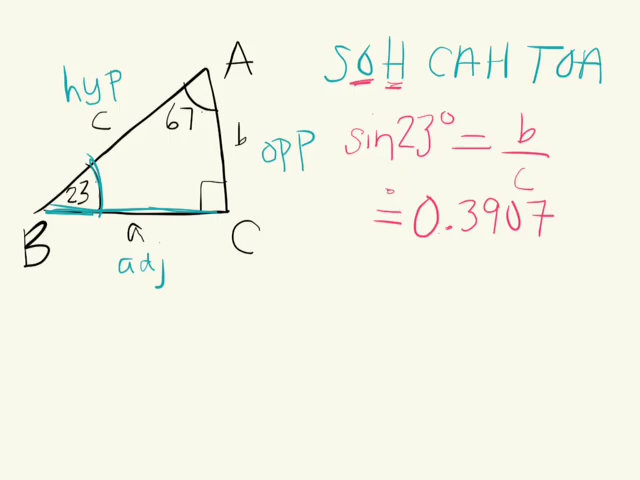 SOH CAH TOA
hyp
A
c
67
b
opp
sin23° = b/c
23
≐ 0.3907
B
a
C
adj